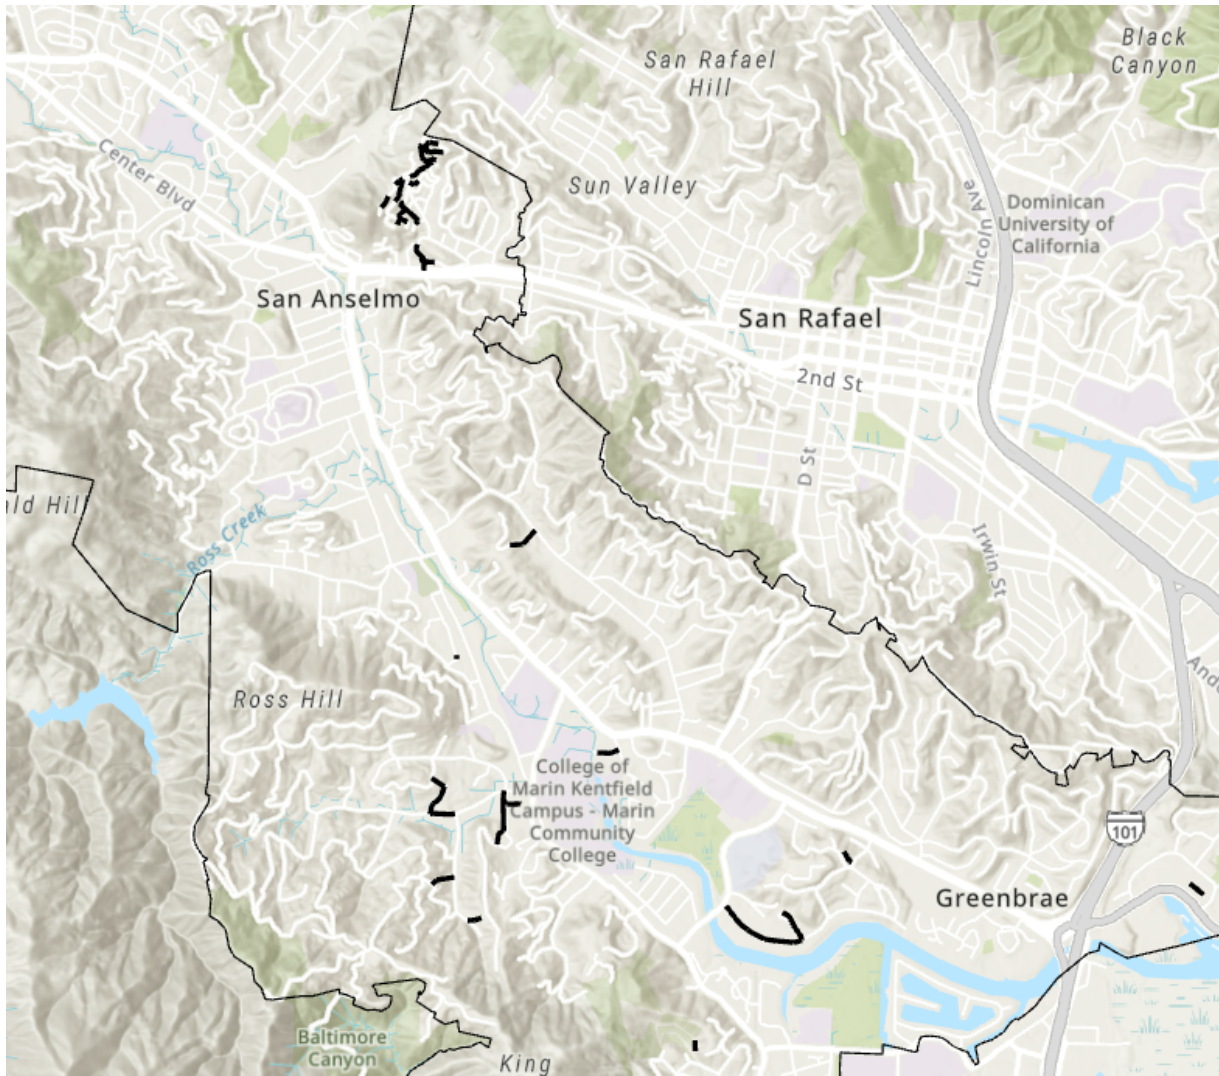 Black
Canyon
San Rafael
Hill
Center Blvd
Sun Valley
Lincoln Ave
Dominican
University of
California
San Anselmo
San Rafael
2nd St
D St
ald Hill
Ross Creek
Irwin St
Ross Hill
College of
Marin Kentfield
Campus - Marin
Community
College
101
Greenbrae
Baltimore
Canyon
King